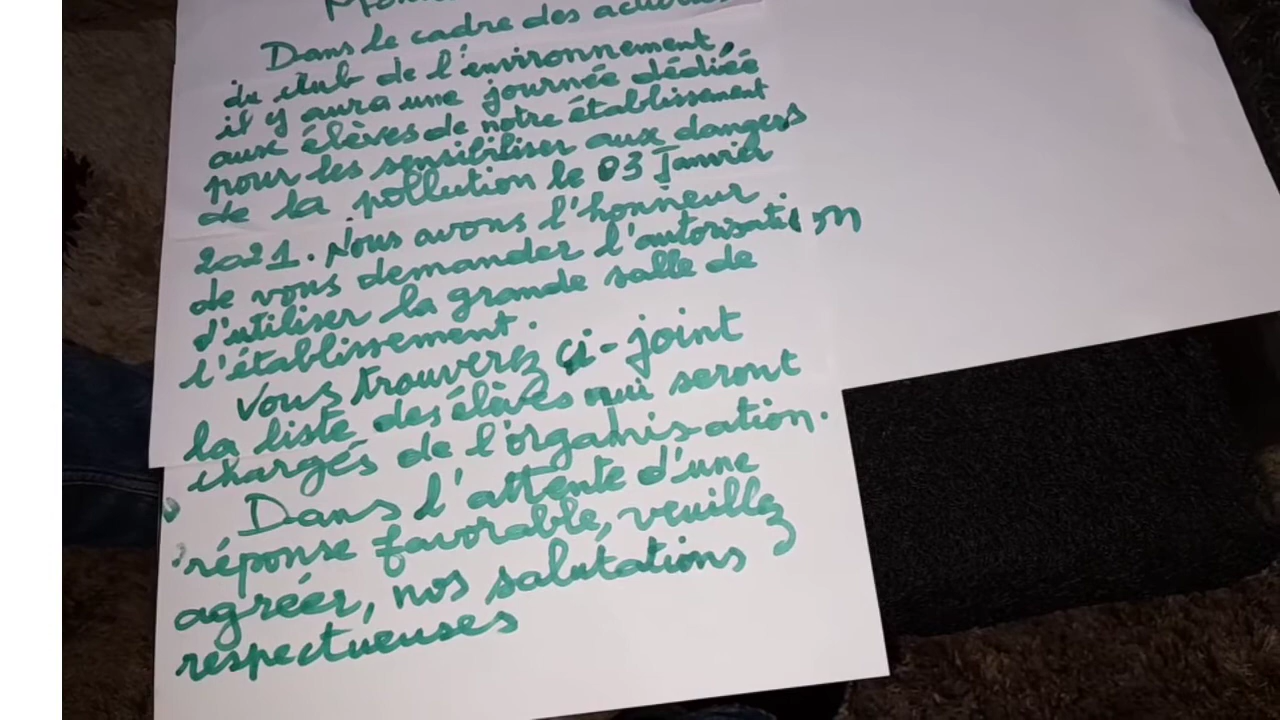 Dans le cadre des activités
du club de l'environnement,
il y aura une journée dédiée
aux élèves de notre établissement
pour les sensibiliser aux dangers
de la pollution le 03 Janvier
2021. Nous avons l'honneur
de vous demander l'autorisation
d'utiliser la grande salle de
l'établissement.
Vous trouverez ci-joint
la liste des élèves qui seront
chargés de l'organisation.
Dans l'attente d'une
réponse favorable, veuillez
agréer, nos salutations
respectueuses